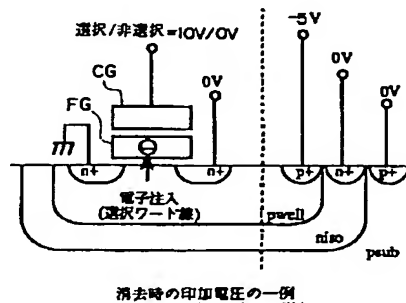 選択/非選択=10V/0V
CG
FG
0V
-5V
0V
0V
n+
n+
p+
n+
p+
電子注入
(選択ワード線)
pwell
niso
psub
消去時の印加電圧の一例